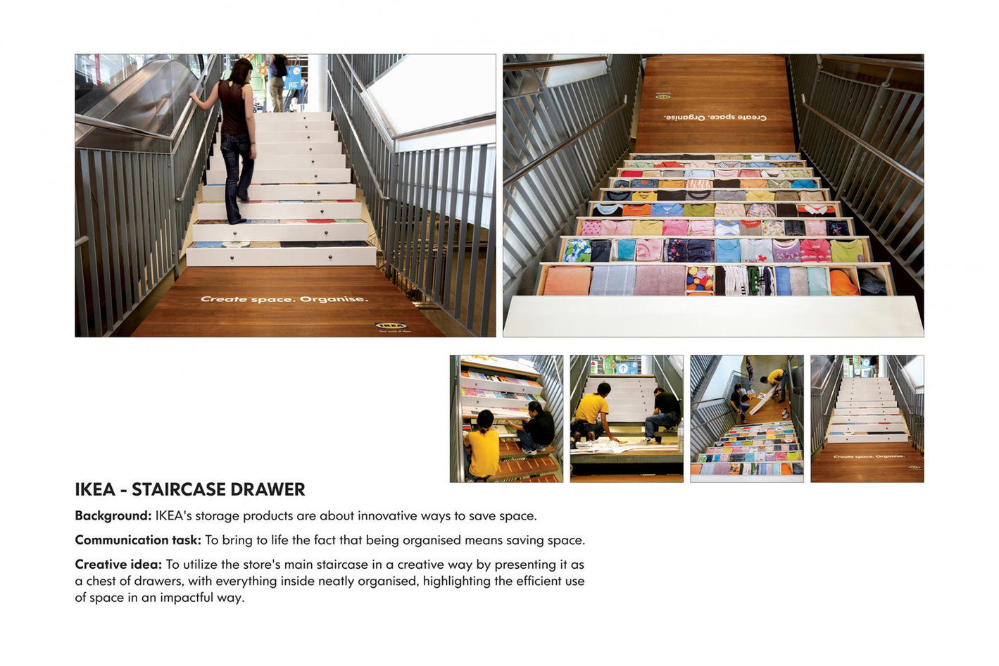 Create space. Organise.
IKEA
Your world of ideas.
IKEA
Create space. Organise.
Create space. Organise.
IKEA
IKEA - STAIRCASE DRAWER
Background: IKEA's storage products are about innovative ways to save space.
Communication task: To bring to life the fact that being organised means saving space.
Creative idea: To utilize the store's main staircase in a creative way by presenting it as
a chest of drawers, with everything inside neatly organised, highlighting the efficient use
of space in an impactful way.